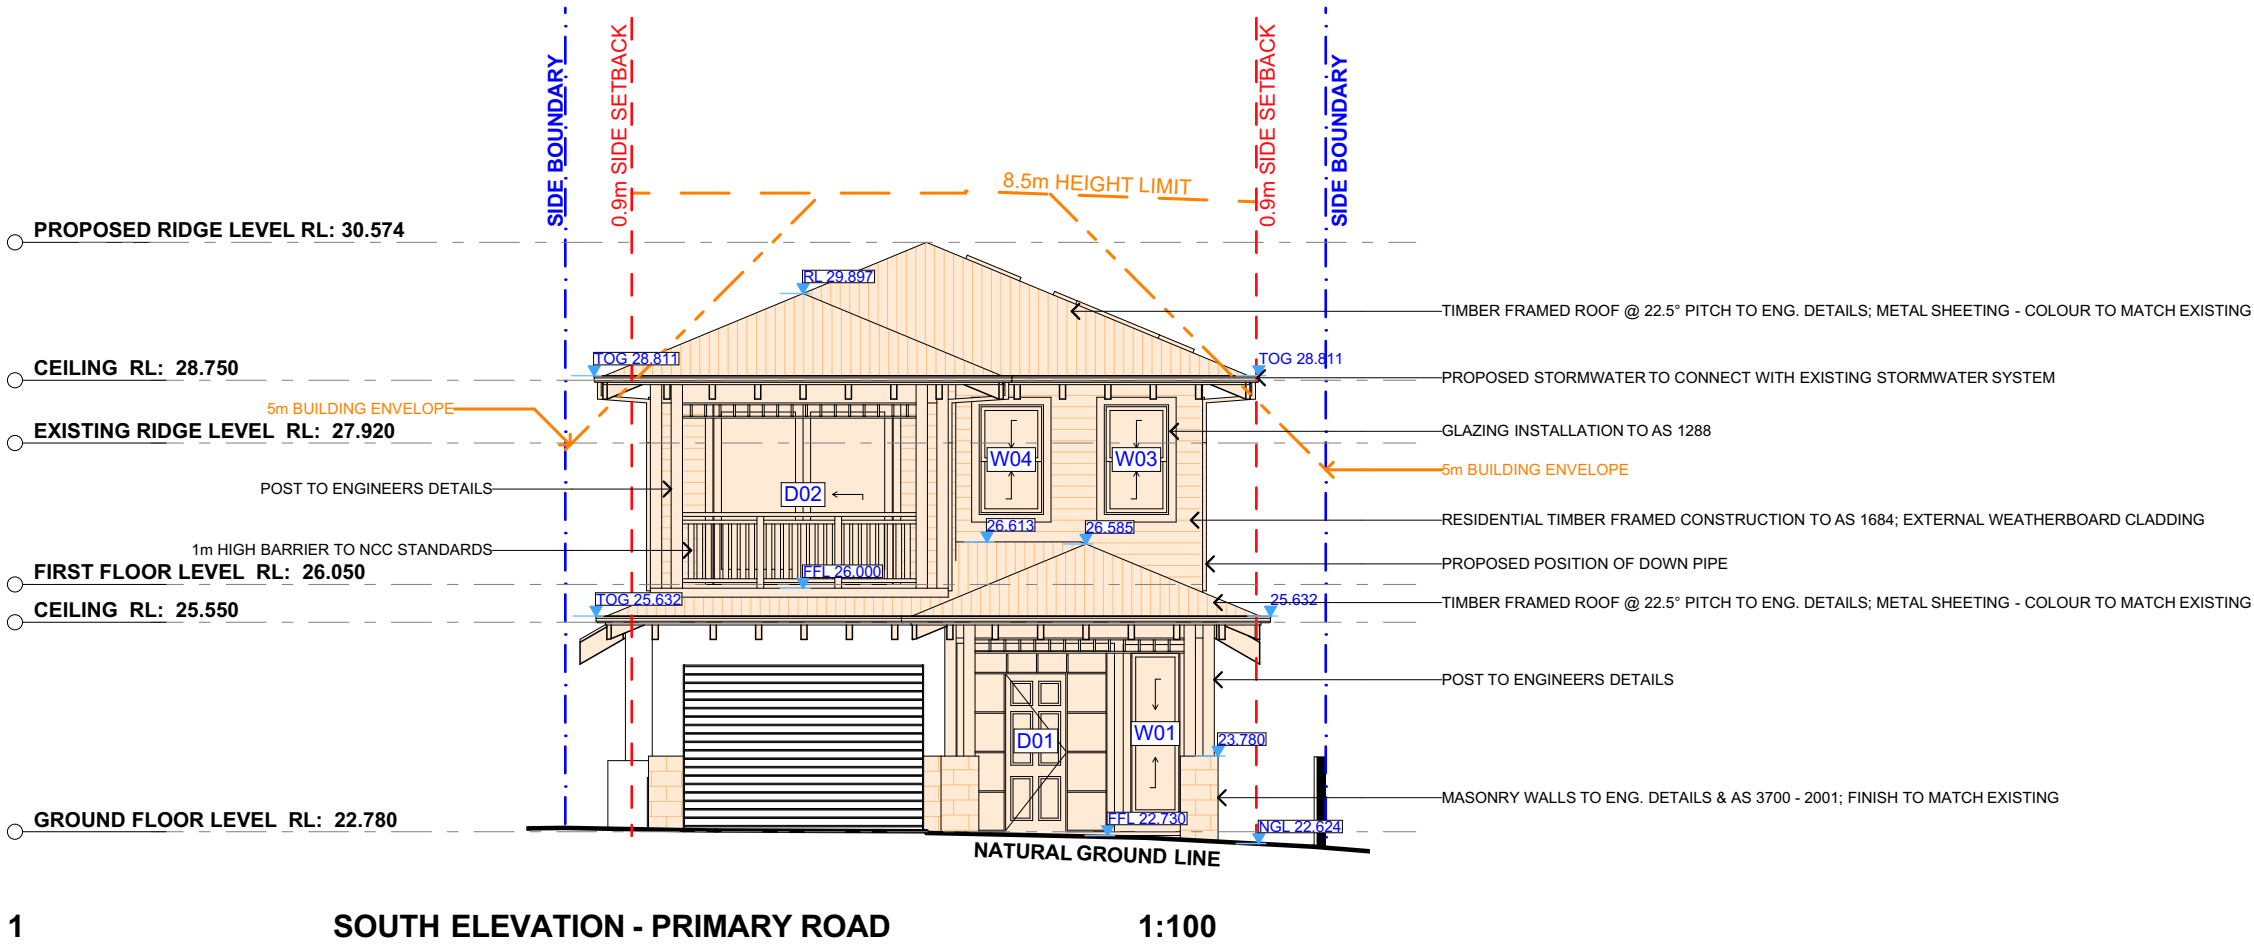 SIDE BOUNDARY
0.9m SIDE SETBACK
0.9m SIDE SETBACK
SIDE BOUNDARY
8.5m HEIGHT LIMIT
PROPOSED RIDGE LEVEL RL: 30.574
RL 29.897
TIMBER FRAMED ROOF @ 22.5° PITCH TO ENG. DETAILS; METAL SHEETING - COLOUR TO MATCH EXISTING
CEILING RL: 28.750
TOG 28.811
TOG 28.811
PROPOSED STORMWATER TO CONNECT WITH EXISTING STORMWATER SYSTEM
5m BUILDING ENVELOPE
EXISTING RIDGE LEVEL RL: 27.920
GLAZING INSTALLATION TO AS 1288
W04
W03
5m BUILDING ENVELOPE
POST TO ENGINEERS DETAILS
D02
26.613
26.585
RESIDENTIAL TIMBER FRAMED CONSTRUCTION TO AS 1684; EXTERNAL WEATHERBOARD CLADDING
1m HIGH BARRIER TO NCC STANDARDS
PROPOSED POSITION OF DOWN PIPE
FIRST FLOOR LEVEL RL: 26.050
FFL 26.000
CEILING RL: 25.550
TOG 25.632
25.632
TIMBER FRAMED ROOF @ 22.5° PITCH TO ENG. DETAILS; METAL SHEETING - COLOUR TO MATCH EXISTING
POST TO ENGINEERS DETAILS
D01
W01
23.780
MASONRY WALLS TO ENG. DETAILS & AS 3700 - 2001; FINISH TO MATCH EXISTING
GROUND FLOOR LEVEL RL: 22.780
FFL 22.730
NGL 22.624
NATURAL GROUND LINE
1
SOUTH ELEVATION - PRIMARY ROAD
1:100